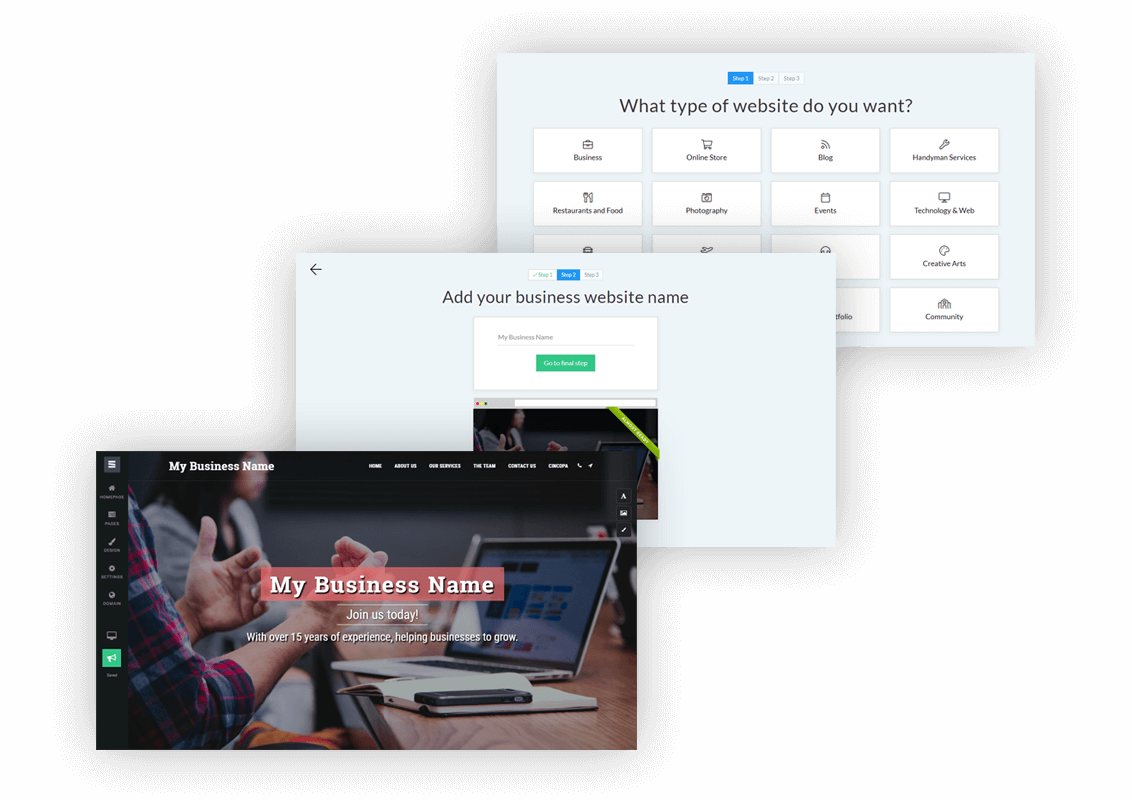 Step 1 Step 2 Step 3
What type of website do you want?
Business Online Store Blog Handyman Services
Restaurants and Food Photography Events Technology & Web
Creative Arts
tfolio Community
✓ Step 1 Step 2 Step 3
Add your business website name
My Business Name
Go to final step
ALMOST READY
My Business Name HOME ABOUT US OUR SERVICES THE TEAM CONTACT US CINCOPA
A
HOMEPAGE
PAGES
DESIGN
SETTINGS
DOMAIN
Saved
My Business Name
Join us today!
With over 15 years of experience, helping businesses to grow.